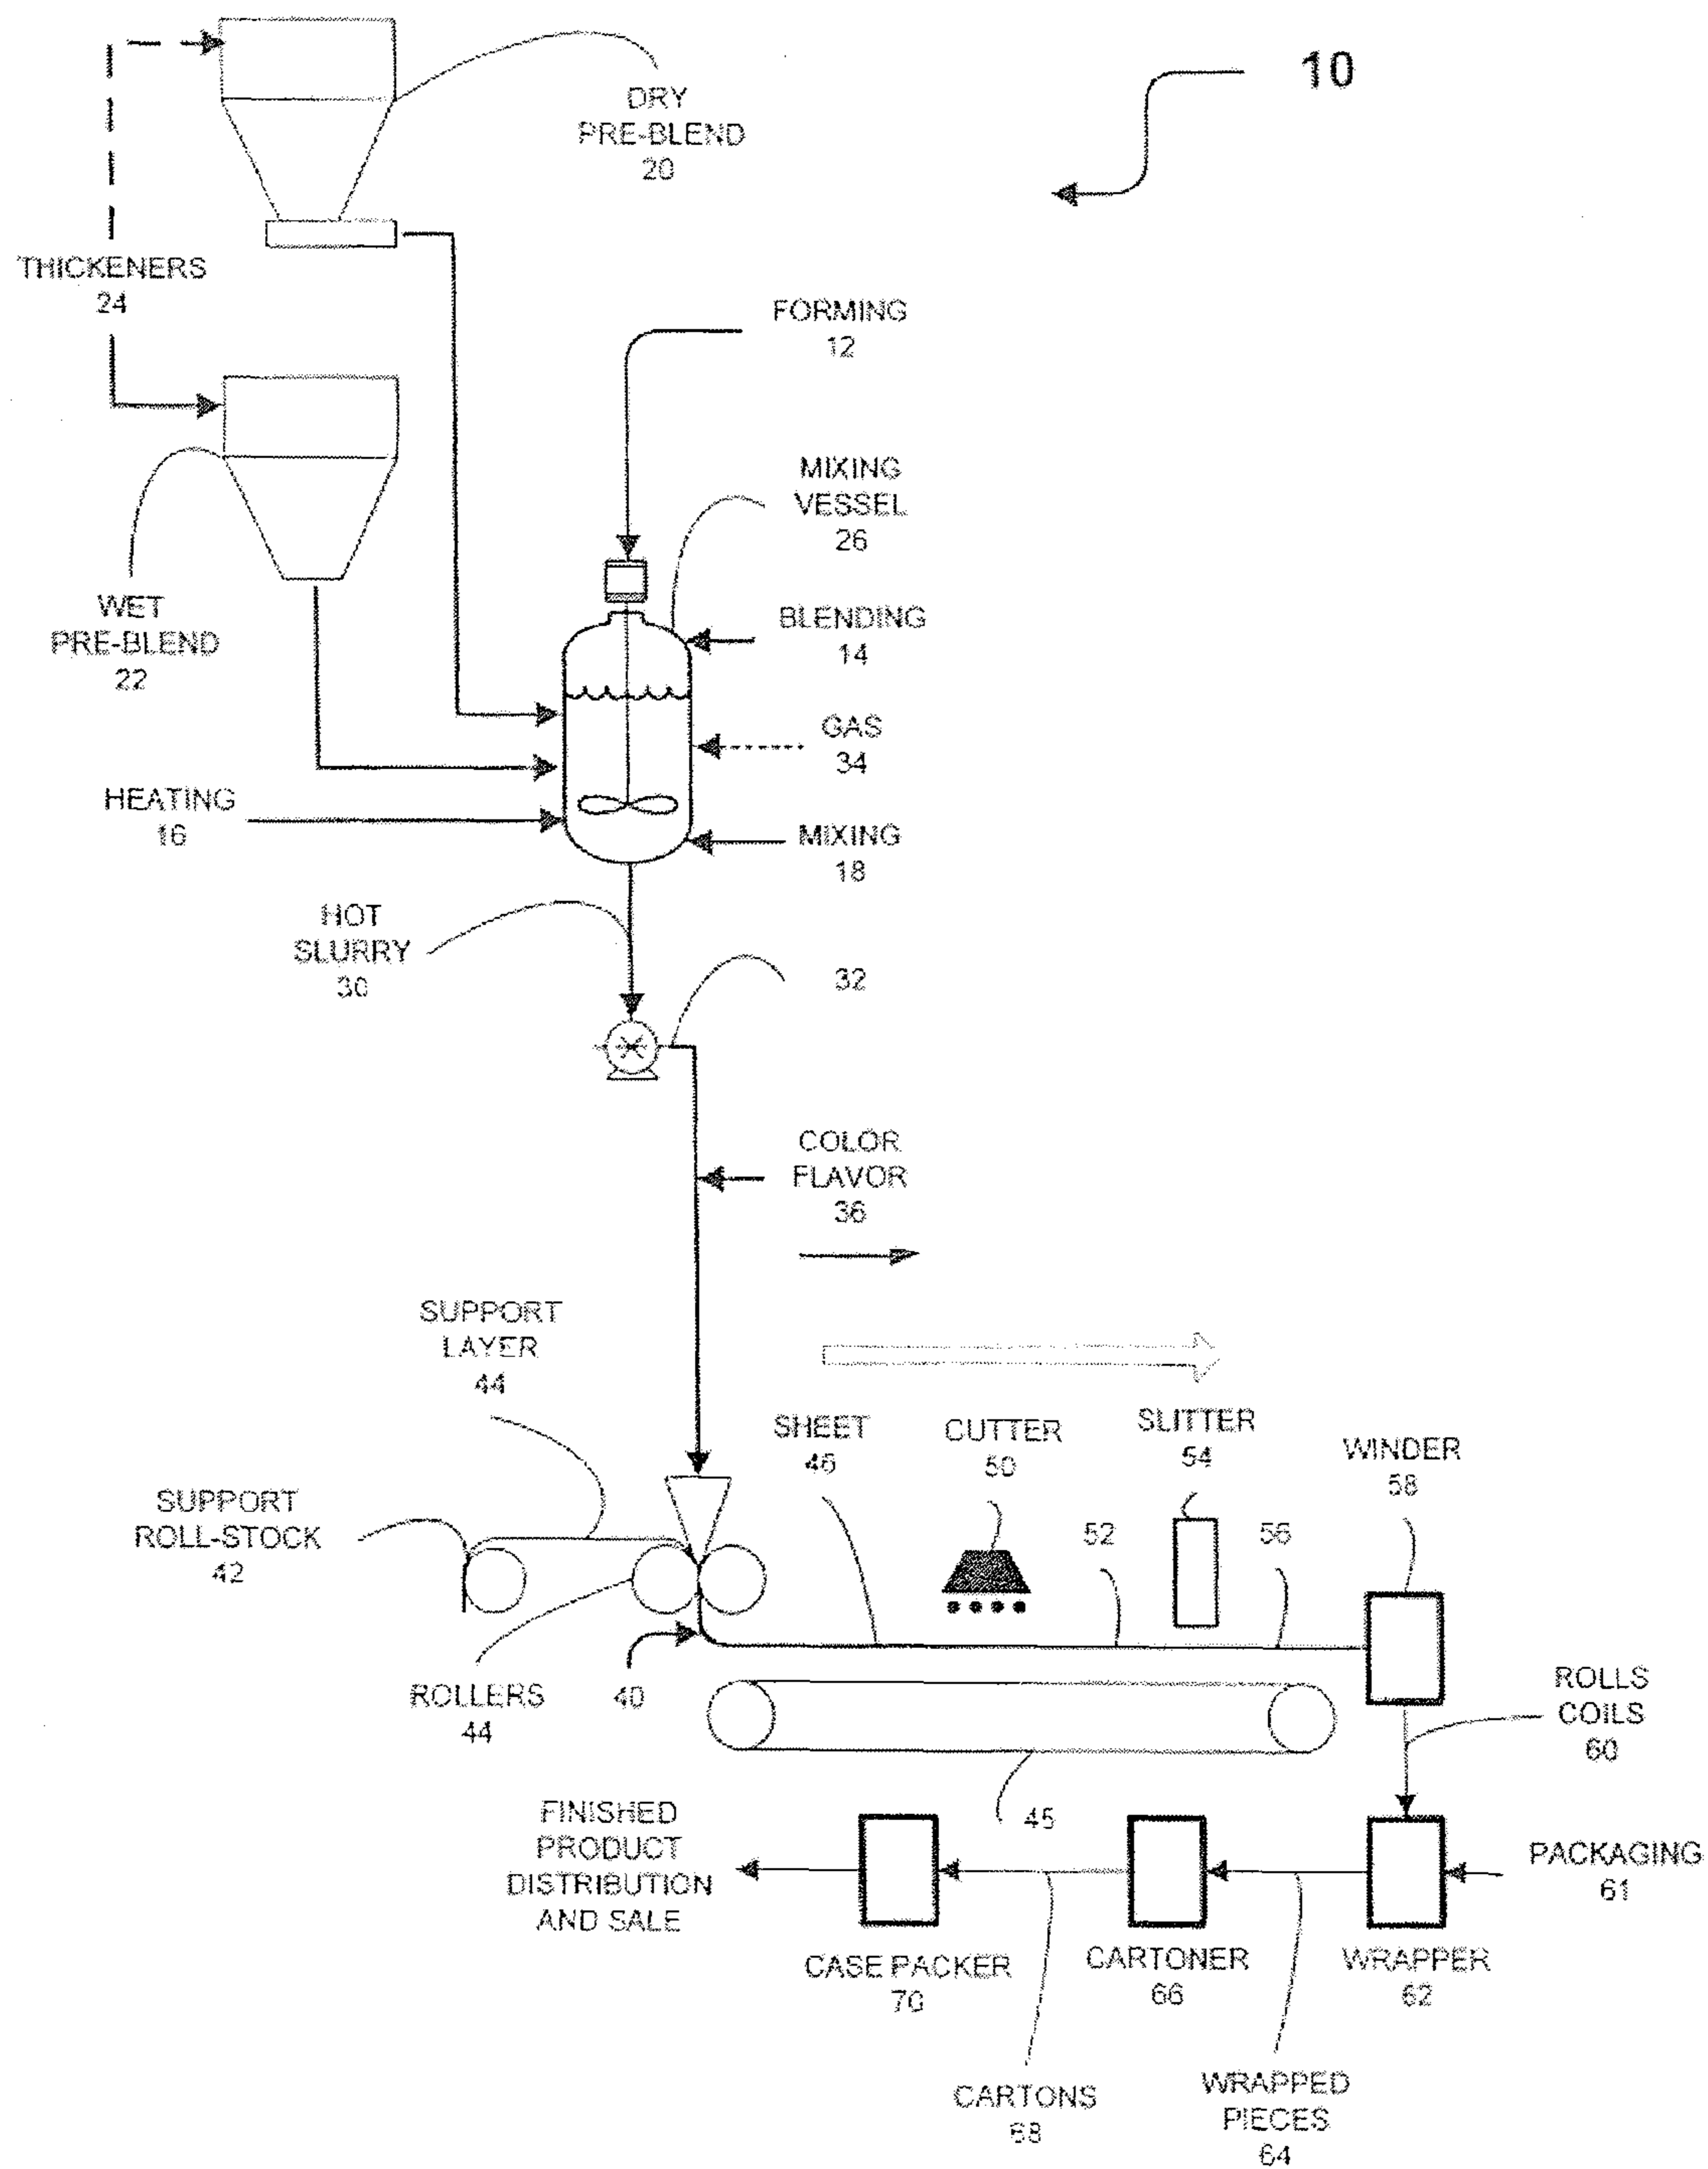 10
DRY
PRE-BLEND
20
THICKENERS
24
FORMING
12
MIXING
VESSEL
26
WET
PRE-BLEND
22
BLENDING
14
GAS
34
HEATING
16
MIXING
18
HOT
SLURRY
30
32
COLOR
FLAVOR
36
SUPPORT
LAYER
44
SHEET
46
CUTTER
50
SLITTER
54
WINDER
58
SUPPORT
ROLL-STOCK
42
52
56
ROLLERS
44
40
ROLLS
COILS
60
45
FINISHED
PRODUCT
DISTRIBUTION
AND SALE
PACKAGING
61
CASE PACKER
70
CARTONER
66
WRAPPER
62
CARTONS
68
WRAPPED
PIECES
64